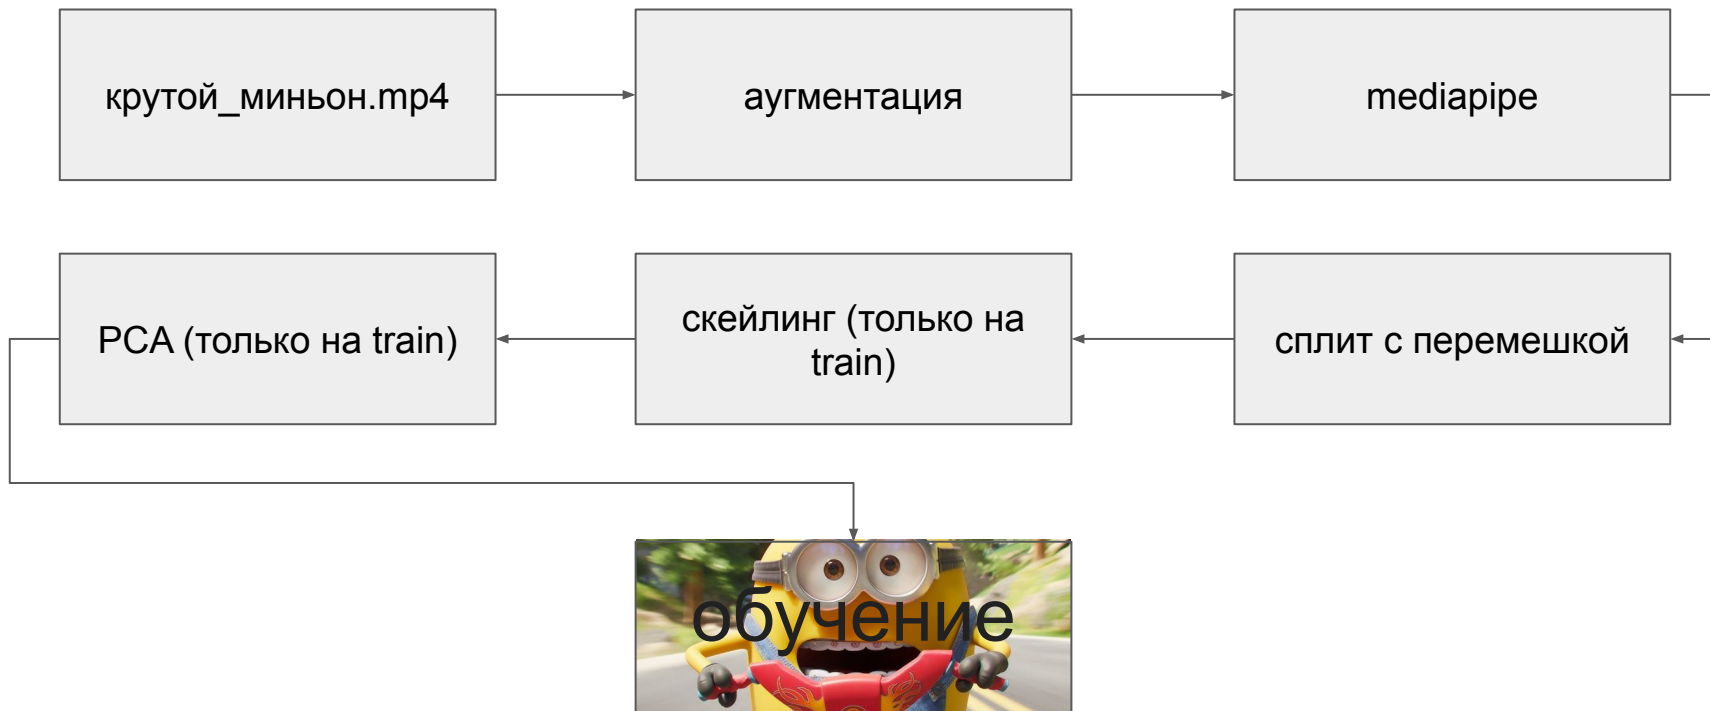 крутой_миньон.mp4
аугментация
mediapipe
PCA (только на train)
скейлинг (только на
train)
сплит с перемешкой
обучение